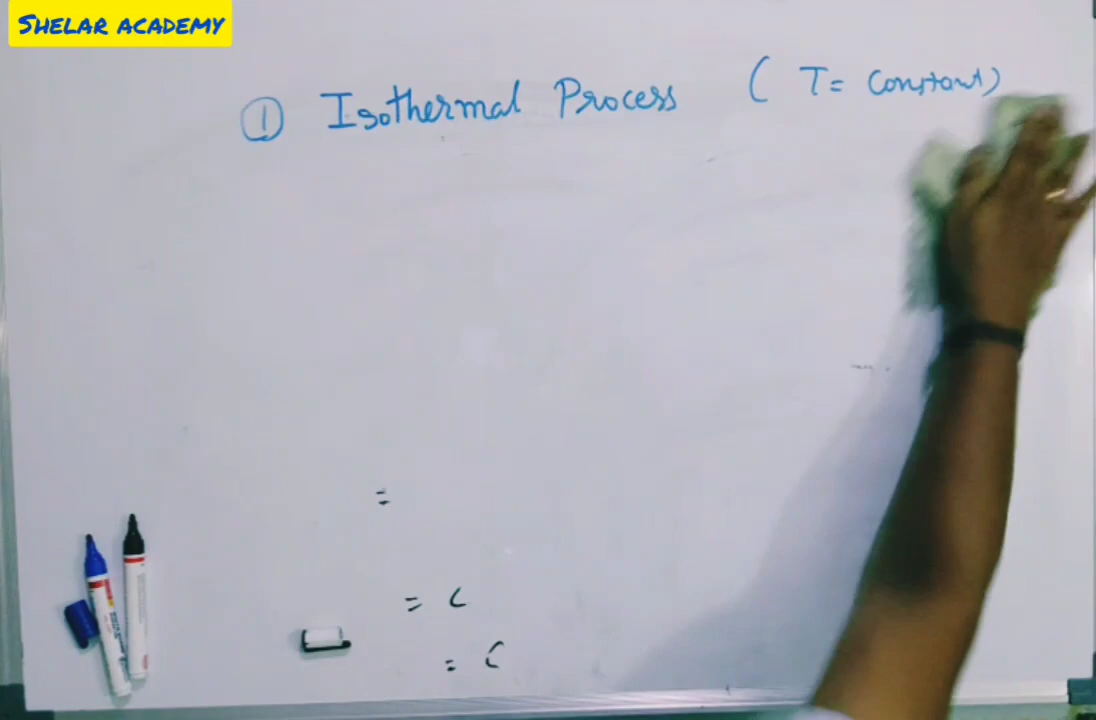 SHELAR ACADEMY
① Isothermal Process ( T = Constant)
=
= C
= C